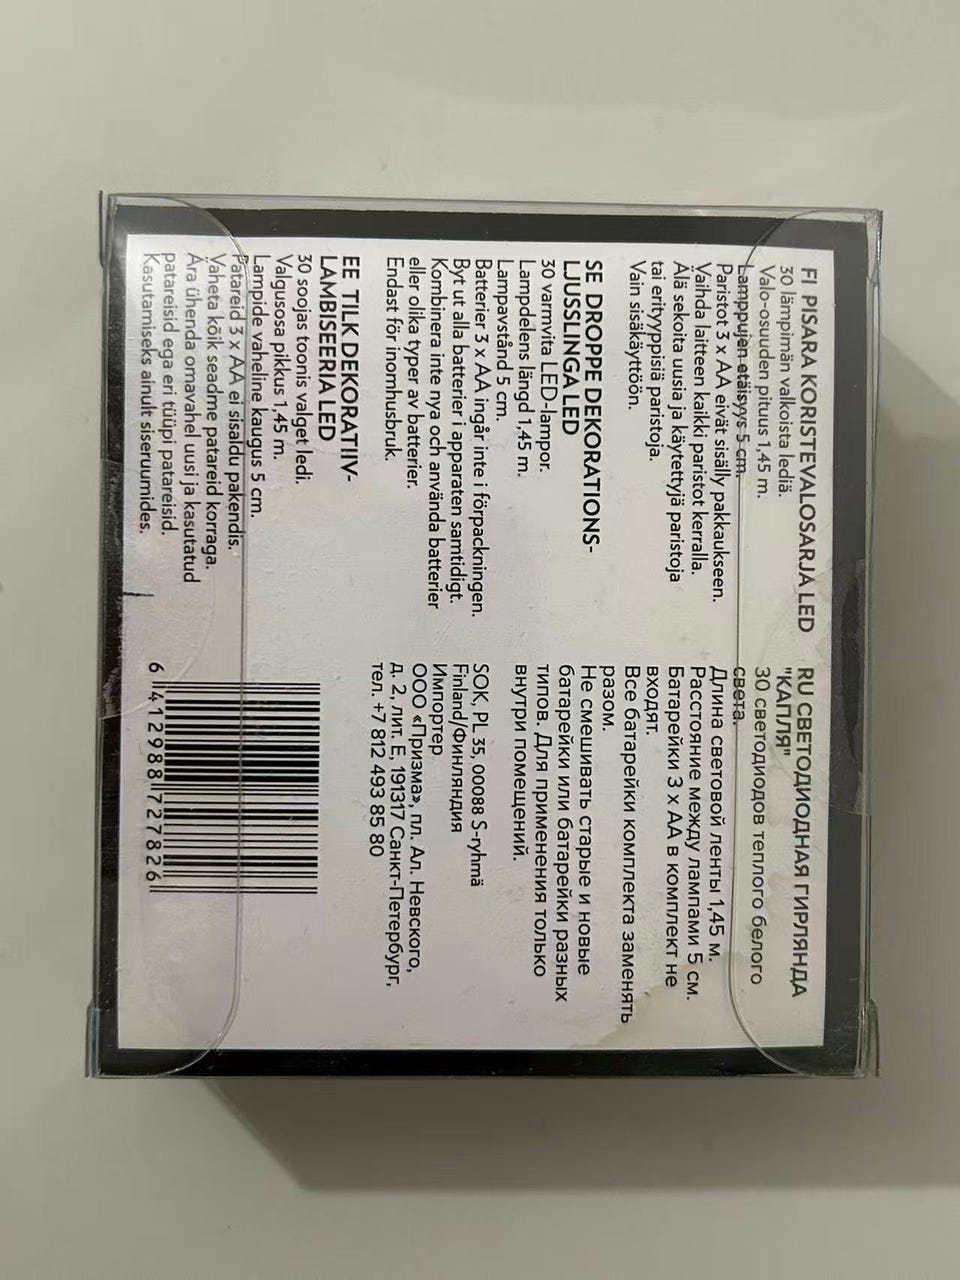 FI PISARA KORISTEVALOSARJA LED
30 lämpimän valkoista lediä.
Valo-osuuden pituus 1,45 m.
Lamppujen etäisyys 5 cm.
Paristot 3 x AA eivät sisälly pakkaukseen.
Vaihda laitteen kaikki paristot kerralla.
Älä sekoita uusia ja käytettyjä paristoja
tai erityyppisiä paristoja.
Vain sisäkäyttöön.
SE DROPPE DEKORATIONS-
LJUSSLINGA LED
30 varmvita LED-lampor.
Lampdelens längd 1,45 m.
Lampavstånd 5 cm.
Batterier 3 x AA ingår inte i förpackningen.
Byt ut alla batterier i apparaten samtidigt.
Kombinera inte nya och använda batterier
eller olika typer av batterier.
Endast för inomhusbruk.
EE TILK DEKORATIIV-
LAMBISEERIA LED
30 soojas toonis valget ledi.
Valgusosa pikkus 1,45 m.
Lampide vaheline kaugus 5 cm.
Patareid 3 x AA ei sisaldu pakendis.
Vaheta kõik seadme patareid korraga.
Ära ühenda omavahel uusi ja kasutatud
patareisid ega eri tüüpi patareisid.
Kasutamiseks ainult siseruumides.
RU СВЕТОДИОДНАЯ ГИРЛЯНДА
"КАПЛЯ"
30 светодиодов теплого белого
света.
Длина световой ленты 1,45 м.
Расстояние между лампами 5 см.
Батарейки 3 x AA в комплект не
входят.
Все батарейки комплекта заменять
разом.
Не смешивать старые и новые
батарейки или батарейки разных
типов. Для применения только
внутри помещений.
SOK, PL 35, 00088 S-ryhmä
Finland/Финляндия
Импортер
ООО «Призма», пл. Ал. Невского,
д. 2, лит. Е, 191317 Санкт-Петербург,
тел. +7 812 493 85 80
6 412988 727826